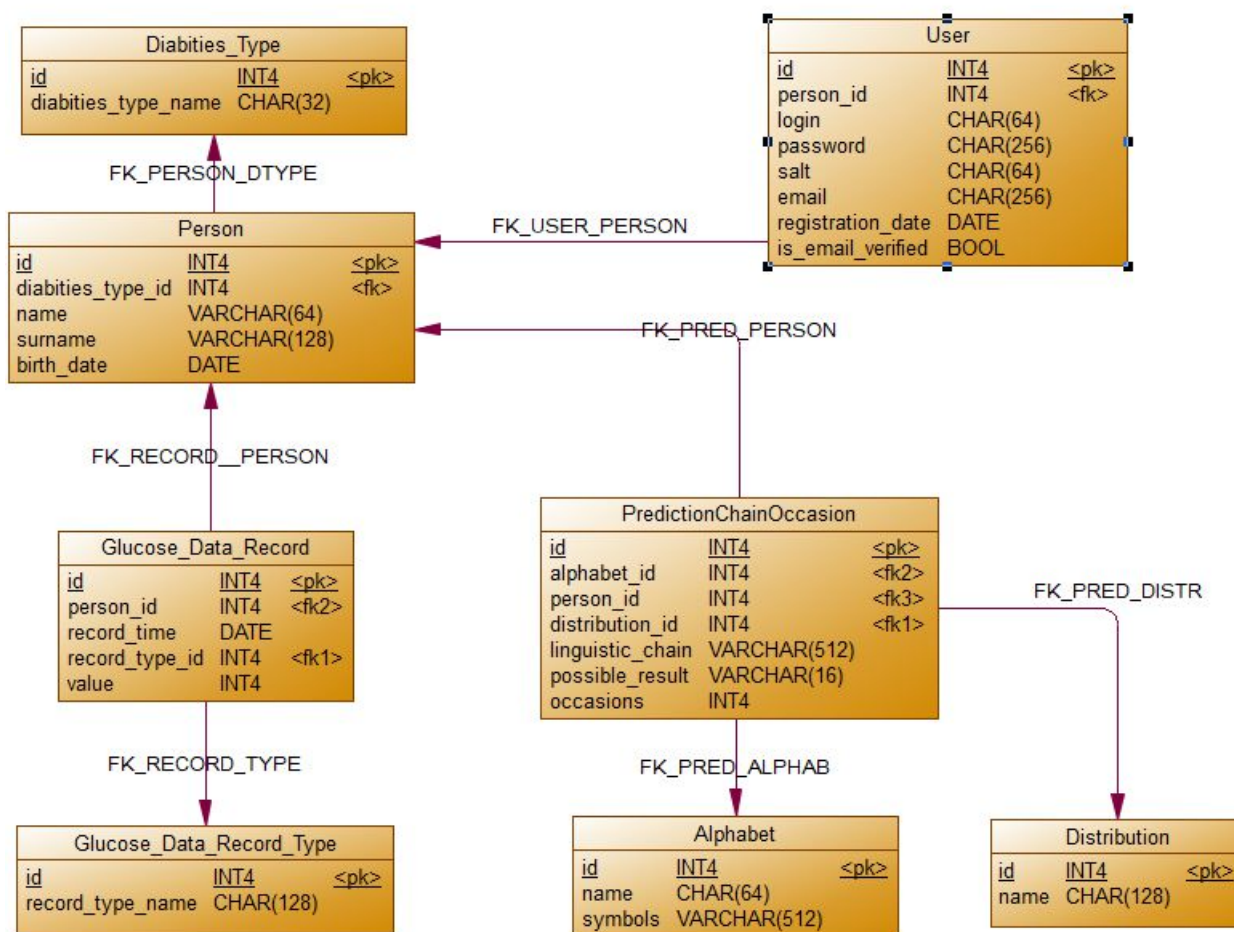 Diabities_Type
id INT4 <pk>
diabities_type_name CHAR(32)
FK_PERSON_DTYPE
User
id INT4 <pk>
person_id INT4 <fk>
login CHAR(64)
password CHAR(256)
salt CHAR(64)
email CHAR(256)
registration_date DATE
is_email_verified BOOL
FK_USER_PERSON
Person
id INT4 <pk>
diabities_type_id INT4 <fk>
name VARCHAR(64)
surname VARCHAR(128)
birth_date DATE
FK_PRED_PERSON
FK_RECORD__PERSON
Glucose_Data_Record
id INT4 <pk>
person_id INT4 <fk2>
record_time DATE
record_type_id INT4 <fk1>
value INT4
PredictionChainOccasion
id INT4 <pk>
alphabet_id INT4 <fk2>
person_id INT4 <fk3>
distribution_id INT4 <fk1>
linguistic_chain VARCHAR(512)
possible_result VARCHAR(16)
occasions INT4
FK_PRED_DISTR
FK_RECORD_TYPE
FK_PRED_ALPHAB
Glucose_Data_Record_Type
id INT4 <pk>
record_type_name CHAR(128)
Alphabet
id INT4 <pk>
name CHAR(64)
symbols VARCHAR(512)
Distribution
id INT4 <pk>
name CHAR(128)